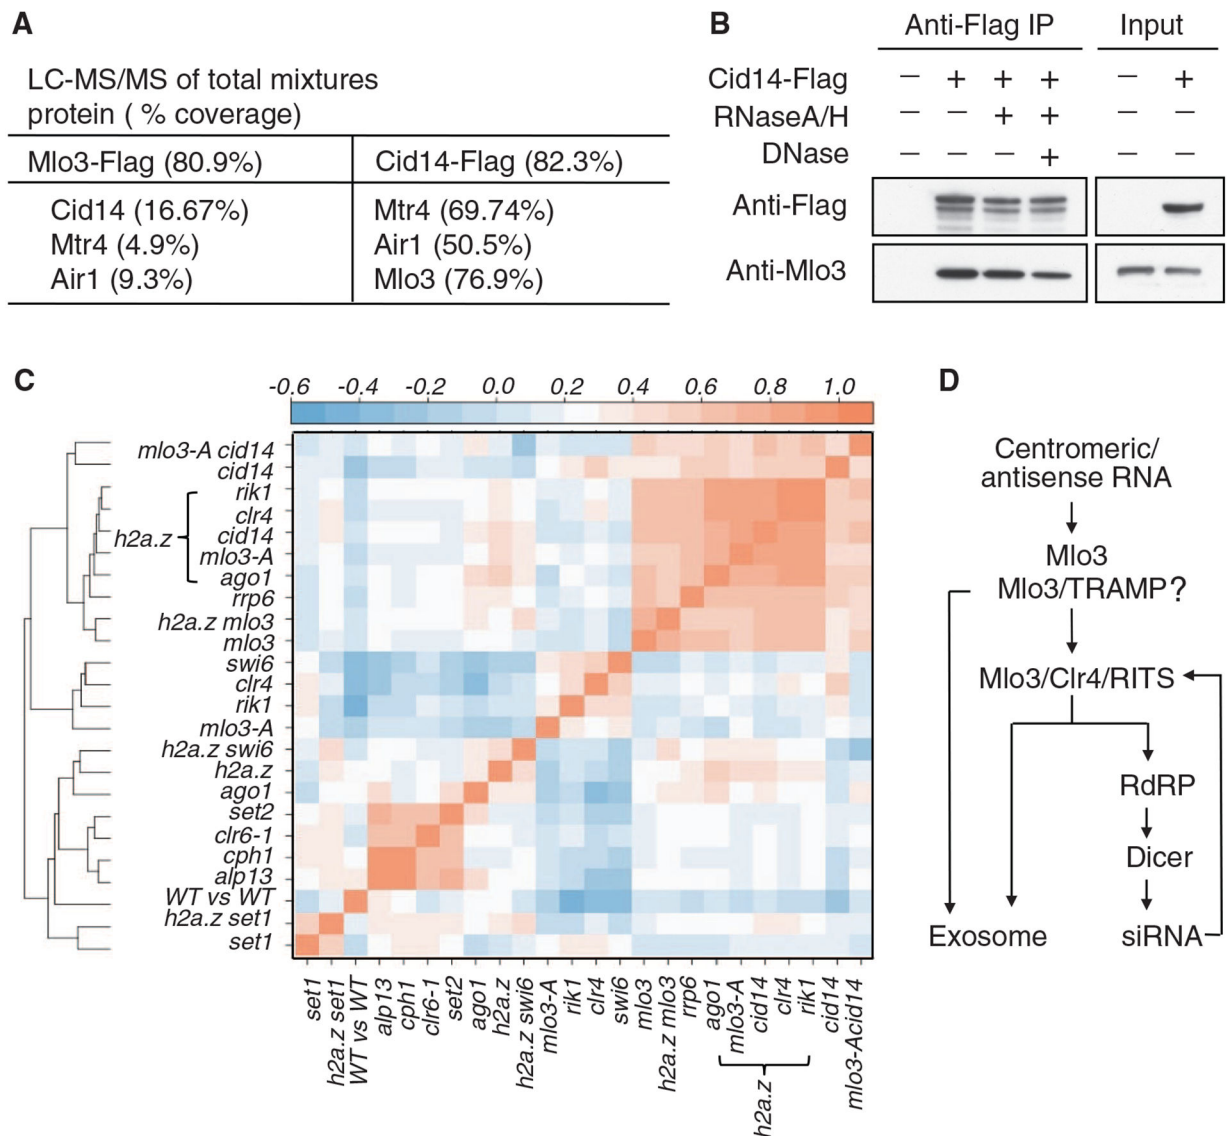 A
LC-MS/MS of total mixtures
protein ( % coverage)
Mlo3-Flag (80.9%) Cid14-Flag (82.3%)
Cid14 (16.67%) Mtr4 (69.74%)
Mtr4 (4.9%) Air1 (50.5%)
Air1 (9.3%) Mlo3 (76.9%)
B
Anti-Flag IP Input
Cid14-Flag − + + + − +
RNaseA/H − − + + − −
DNase − − − + − −
Anti-Flag
Anti-Mlo3
C
-0.6 -0.4 -0.2 0.0 0.2 0.4 0.6 0.8 1.0
mlo3-A cid14
cid14
rik1
clr4
cid14
h2a.z
mlo3-A
ago1
rrp6
h2a.z mlo3
mlo3
swi6
clr4
rik1
mlo3-A
h2a.z swi6
h2a.z
ago1
set2
clr6-1
cph1
alp13
WT vs WT
h2a.z set1
set1
set1
h2a.z set1
WT vs WT
alp13
cph1
clr6-1
set2
ago1
h2a.z
h2a.z swi6
mlo3-A
rik1
clr4
swi6
mlo3
h2a.z mlo3
rrp6
ago1
mlo3-A
cid14
clr4
rik1
cid14
mlo3-Acid14
h2a.z
D
Centromeric/
antisense RNA
Mlo3
Mlo3/TRAMP?
Mlo3/Clr4/RITS
RdRP
Dicer
Exosome siRNA